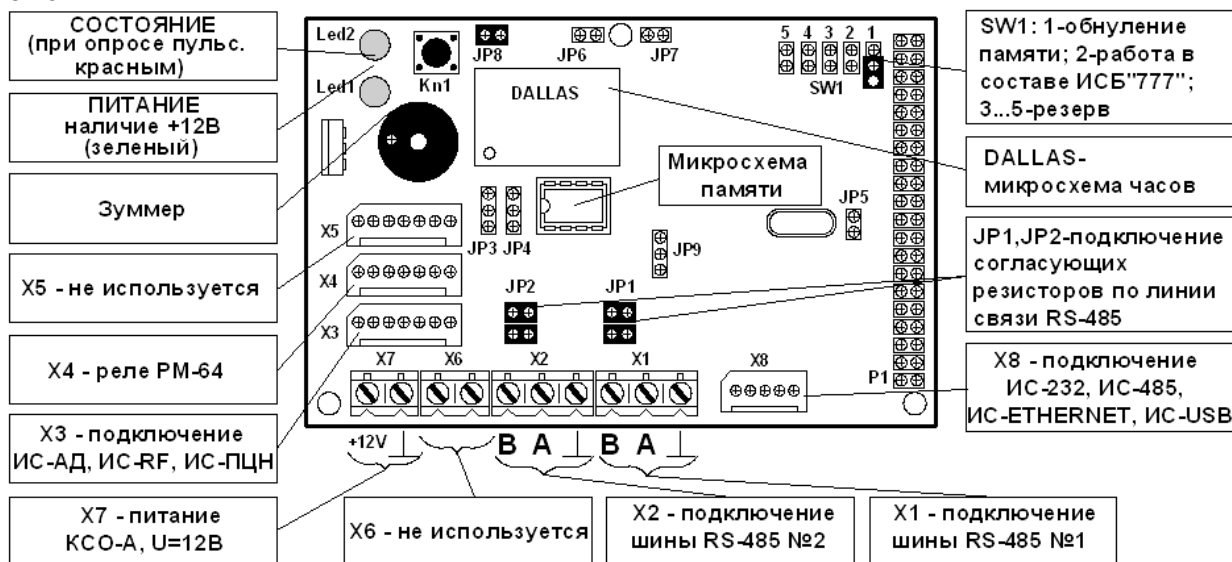 СОСТОЯНИЕ
(при опросе пульс.
красным)
ПИТАНИЕ
наличие +12В
(зеленый)
Зуммер
X5 - не используется
X4 - реле РМ-64
X3 - подключение
ИС-АД, ИС-RF, ИС-ПЦН
X7 - питание
КСО-А, U=12В
Led2
Led1
Kn1
JP8
JP6
JP7
5 4 3 2 1
SW1
DALLAS
Микросхема
памяти
JP5
JP3
JP4
JP9
X5
X4
X3
JP2
JP1
X7
X6
X2
X1
X8
P1
+12V
B A
B A
X6 - не используется
X2 - подключение
шины RS-485 №2
X1 - подключение
шины RS-485 №1
SW1: 1-обнуление
памяти; 2-работа в
составе ИСБ"777";
3...5-резерв
DALLAS-
микросхема часов
JP1,JP2-подключение
согласующих
резисторов по линии
связи RS-485
X8 - подключение
ИС-232, ИС-485,
ИС-ETHERNET, ИС-USB